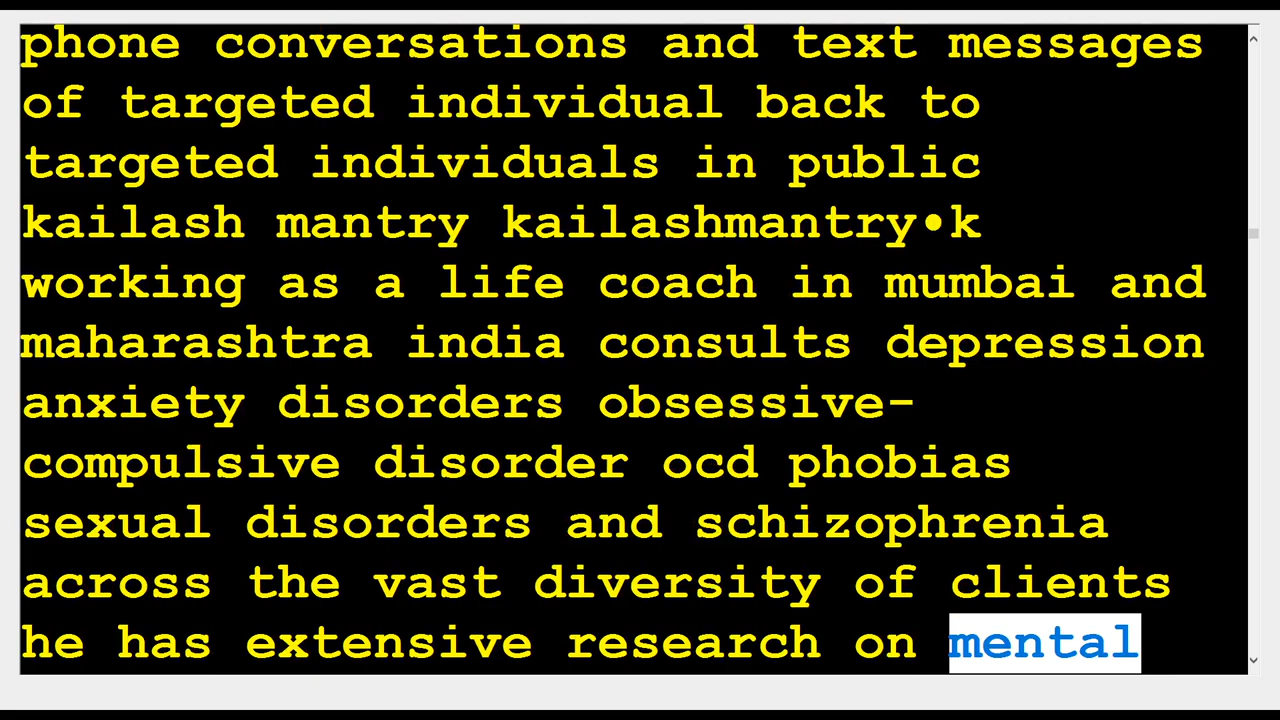 phone conversations and text messages
of targeted individual back to
targeted individuals in public
kailash mantry kailashmantry•k
working as a life coach in mumbai and
maharashtra india consults depression
anxiety disorders obsessive-
compulsive disorder ocd phobias
sexual disorders and schizophrenia
across the vast diversity of clients
he has extensive research on mental